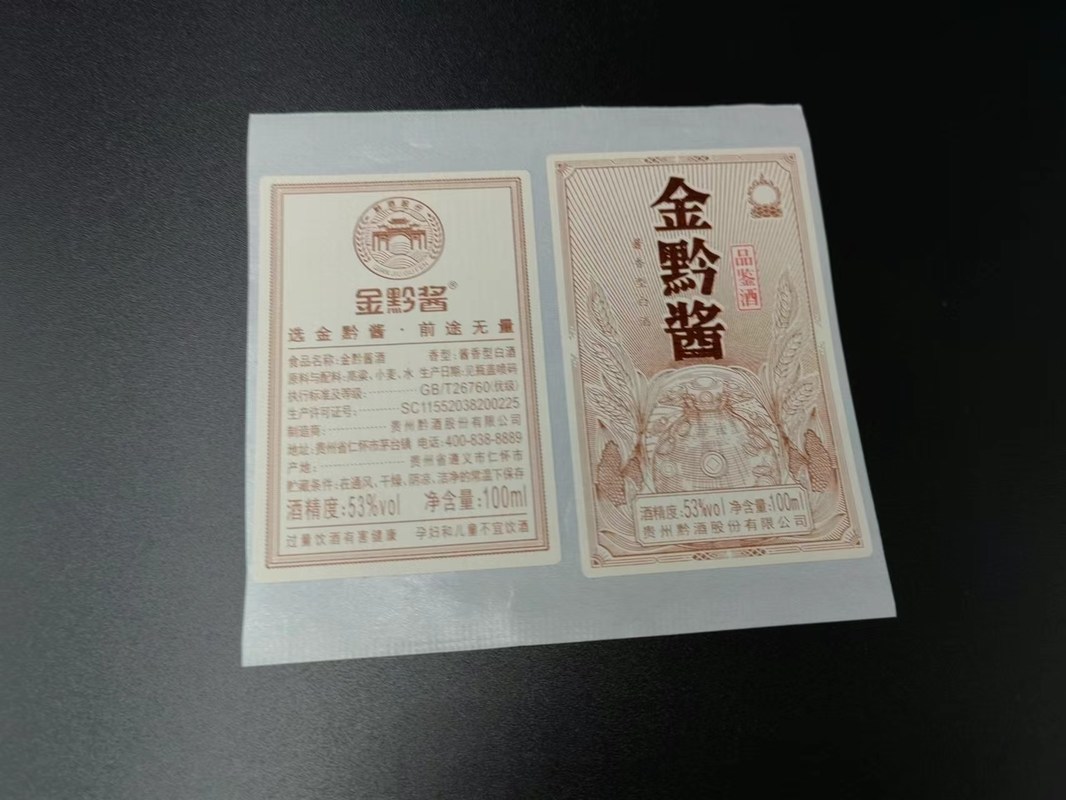 黔酒股份
金黔酱®
选金黔酱·前途无量
食品名称:金黔酱酒 香型:酱香型白酒
原料与配料:高粱、小麦、水 生产日期:见瓶盖喷码
执行标准及等级:············GB/T26760(优级)
生产许可证号:··········SC11552038200225
制造商:···············贵州黔酒股份有限公司
地址:贵州省仁怀市茅台镇 电话:400-838-8889
产地:···············贵州省遵义市仁怀市
贮藏条件:在通风、干燥、阴凉、洁净的常温下保存
酒精度:53%vol 净含量:100ml
过量饮酒有害健康 孕妇和儿童不宜饮酒
金黔酱
酱香型白酒
品鉴酒
酒精度:53%vol 净含量:100ml
贵州黔酒股份有限公司